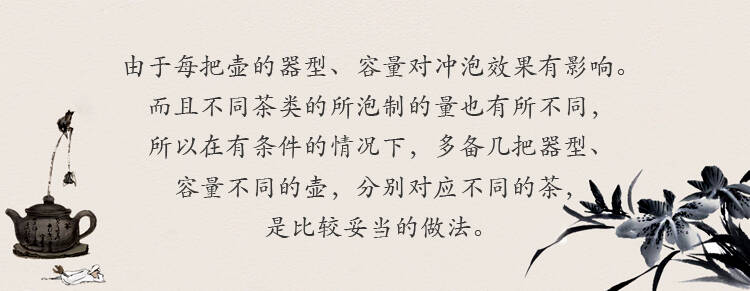 由于每把壶的器型、容量对冲泡效果有影响。
而且不同茶类的所泡制的量也有所不同，
所以在有条件的情况下，多备几把器型、
容量不同的壶，分别对应不同的茶，
是比较妥当的做法。